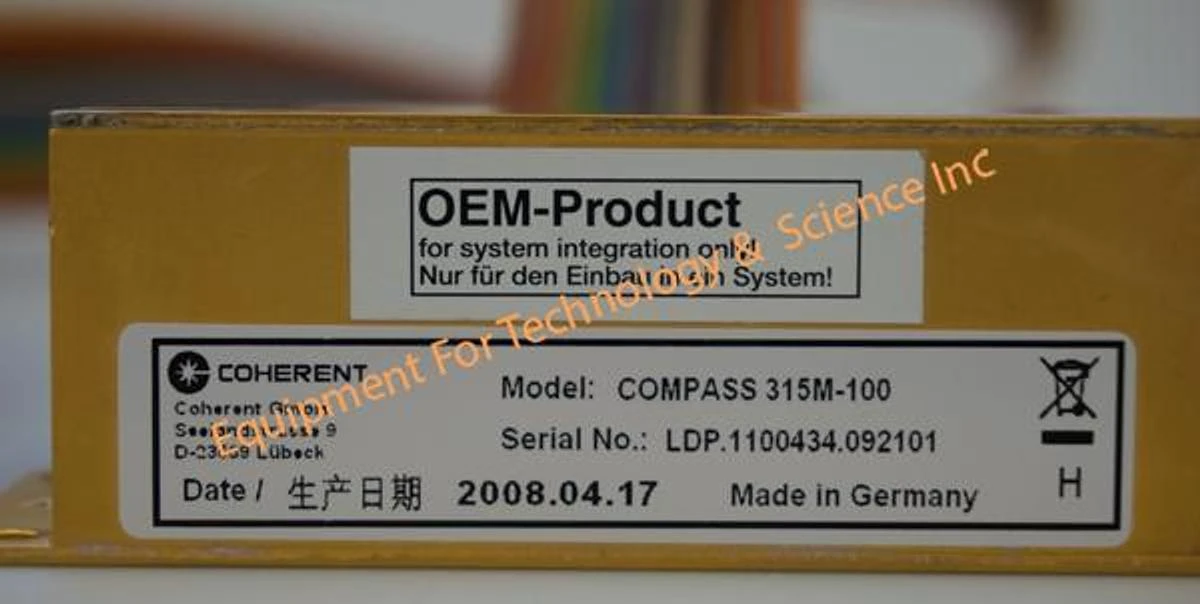 OEM-Product
for system integration only!
Nur für den Einbau in ein System!
Equipment For Technology & Science Inc
COHERENT
Coherent GmbH
9
Lübeck
Model: COMPASS 315M-100
Serial No.: LDP.1100434.092101
Date / 生产日期 2008.04.17 Made in Germany
H